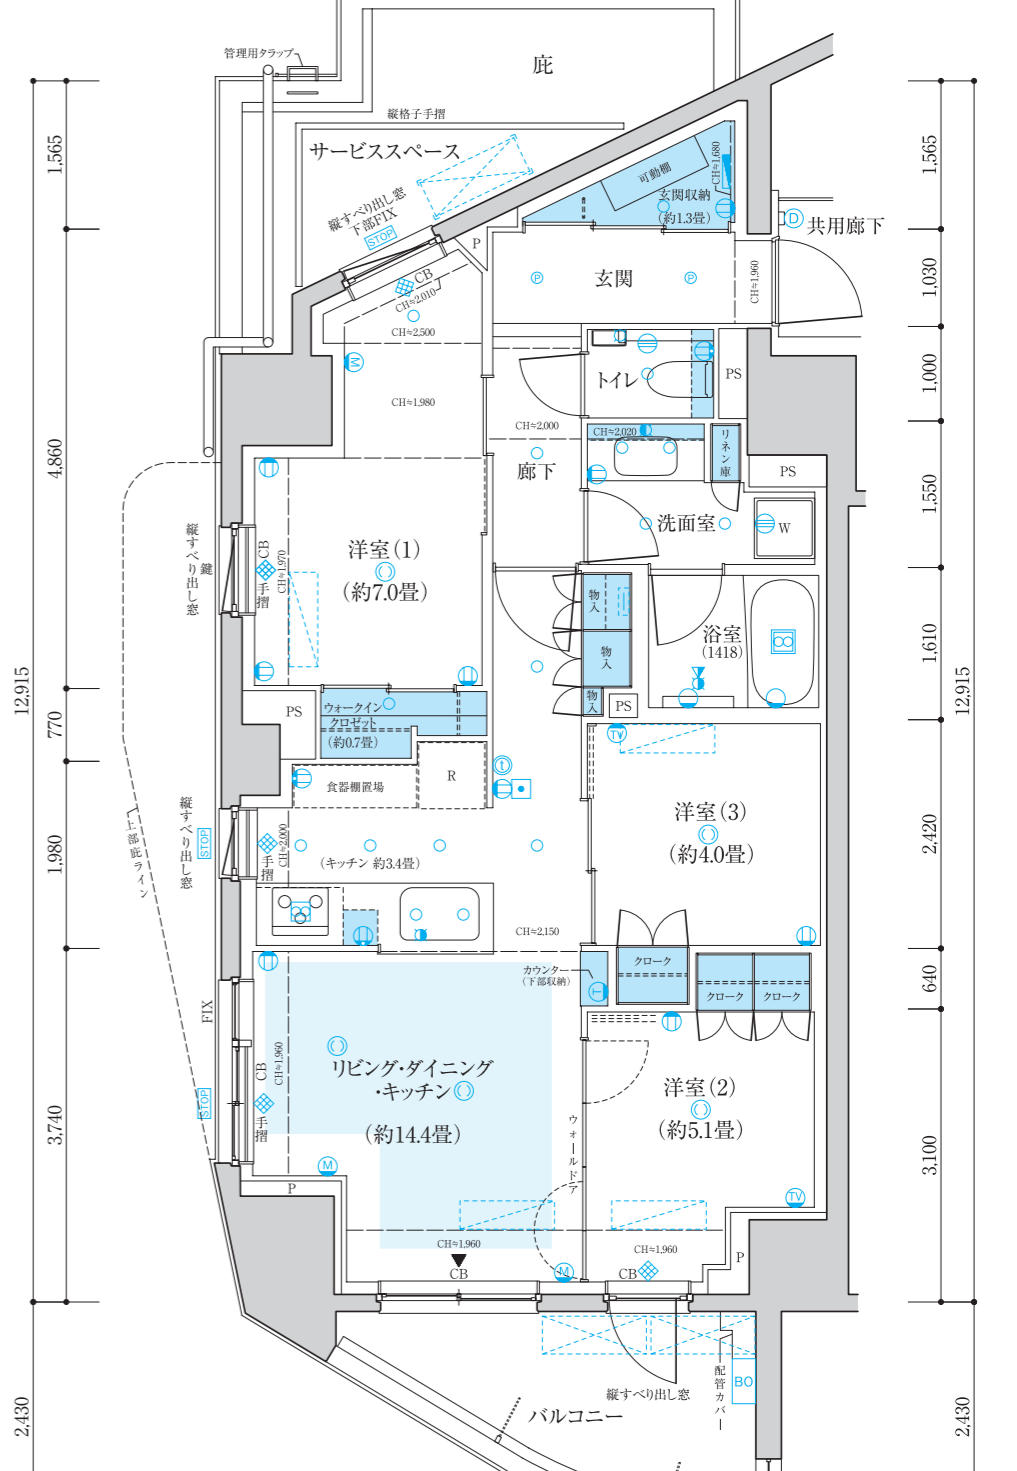 管理用タラップ
庇
縦格子手摺
サービススペース
縦すべり出し窓
下部FIX
STOP
可動棚
CH≒1,680
玄関収納
(約1.3畳)
D
共用廊下
P
玄関
P
P
CH≒1,960
CB
CH≒2,010
CH≒2,500
M
CH≒1,980
トイレ
PS
CH≒2,000
CH≒2,020
リネン庫
PS
廊下
洗面室
W
縦すべり出し窓
鍵
CB
手摺
CH≒1,970
洋室(1)
(約7.0畳)
物入
物入
物入
浴室
(1418)
PS
PS
ウォークイン
クロゼット
(約0.7畳)
食器棚置場
R
t
TV
洋室(3)
(約4.0畳)
縦すべり出し窓
STOP
手摺
CH≒2,000
(キッチン 約3.4畳)
上部庇ライン
CH≒2,150
カウンター
(下部収納)
T
クローク
クローク
クローク
FIX
CB
CH≒1,960
手摺
STOP
リビング・ダイニング
・キッチン
(約14.4畳)
洋室(2)
(約5.1畳)
ウォールドア
M
P
TV
CH≒1,960
CB
M
CH≒1,960
CB
P
縦すべり出し窓
配管カバー
BO
バルコニー
1,565
4,860
770
1,980
3,740
12,915
2,430
1,565
1,030
1,000
1,550
1,610
2,420
640
3,100
12,915
2,430